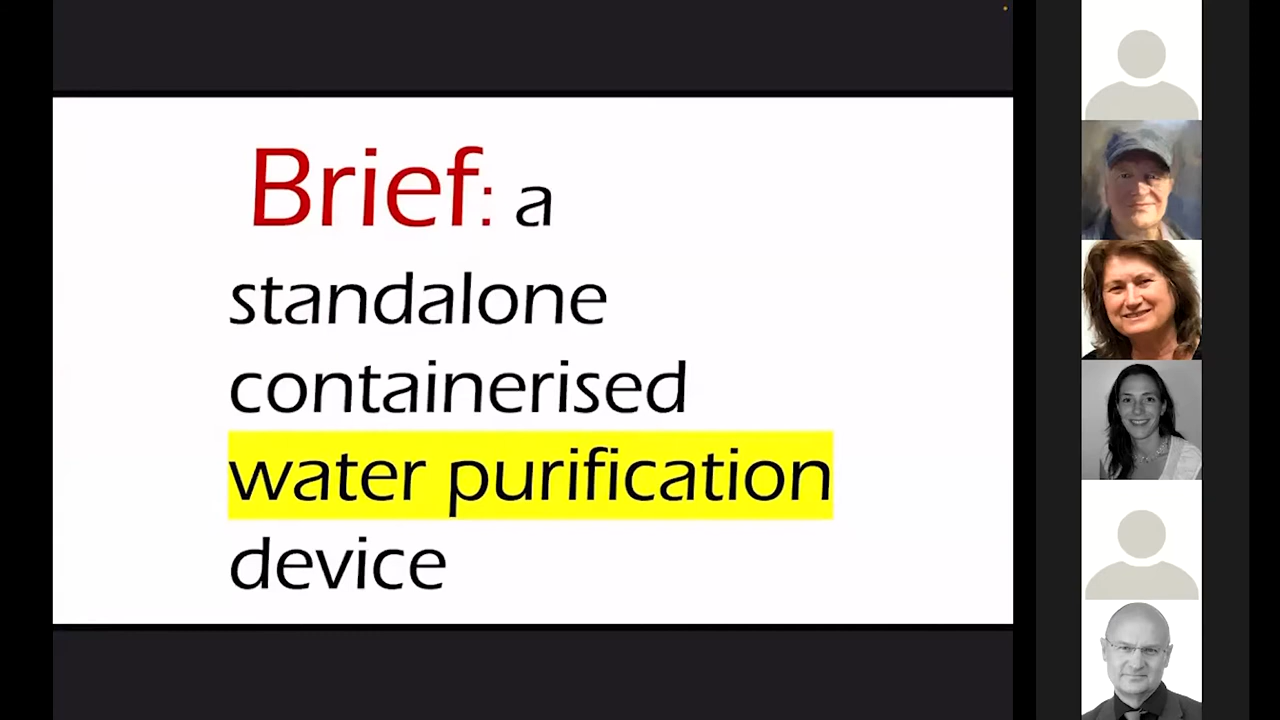 Brief: a
standalone
containerised
water purification
device